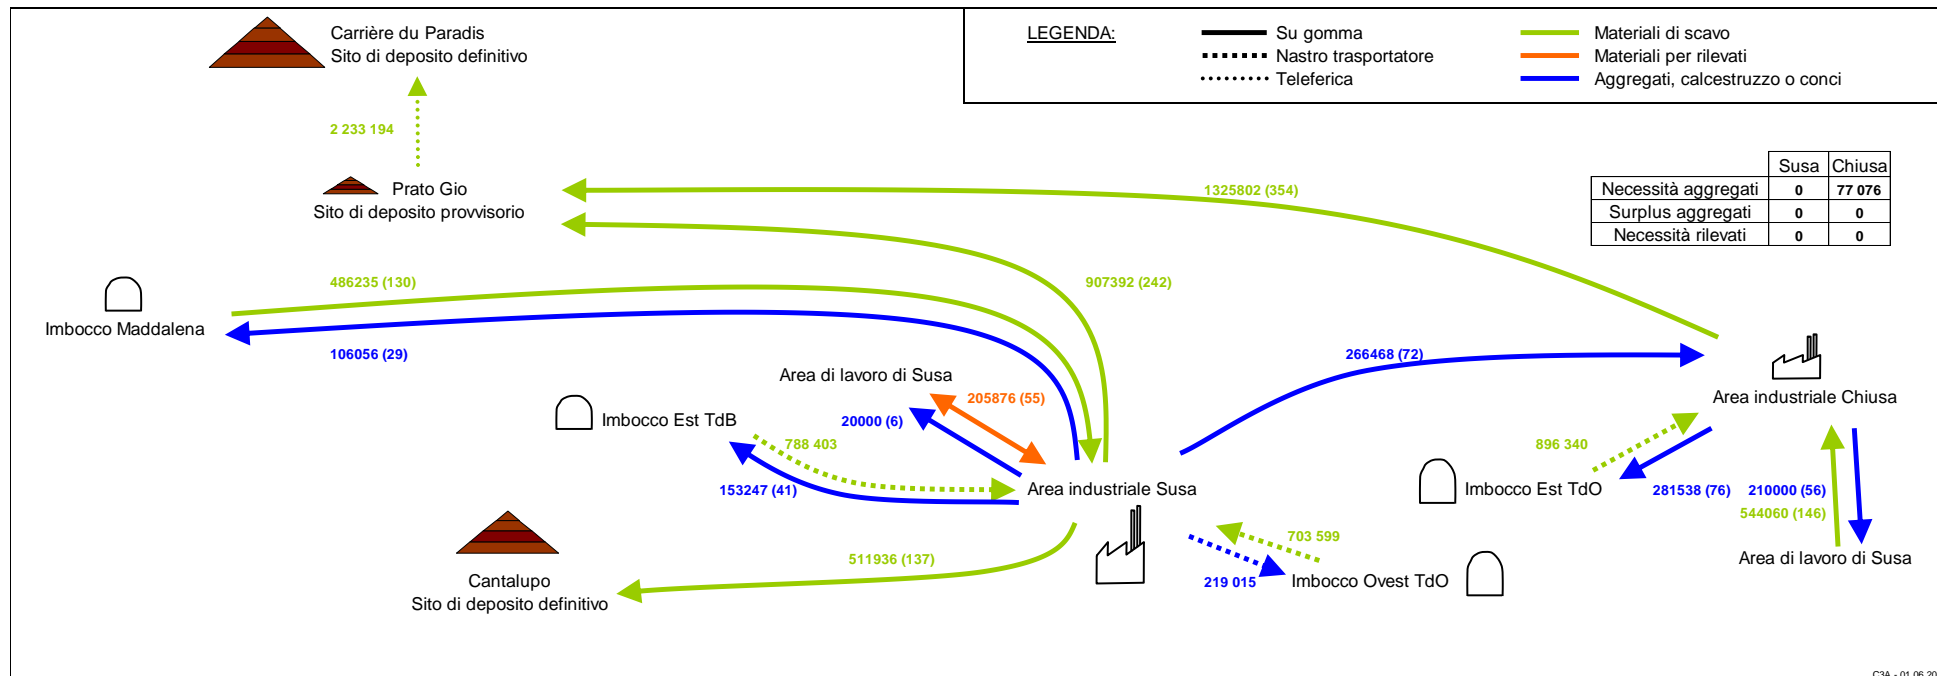 Carrière du Paradis
Sito di deposito definitivo
LEGENDA:
Su gomma
Nastro trasportatore
Teleferica
Materiali di scavo
Materiali per rilevati
Aggregati, calcestruzzo o conci
2 233 194
Prato Gio
Sito di deposito provvisorio
1325802 (354)
Susa Chiusa
Necessità aggregati 0 77 076
Surplus aggregati 0 0
Necessità rilevati 0 0
486235 (130)
907392 (242)
Imbocco Maddalena
106056 (29)
266468 (72)
Area di lavoro di Susa
205876 (55)
20000 (6)
Area industriale Chiusa
Imbocco Est TdB
788 403
896 340
153247 (41)
Area industriale Susa
Imbocco Est TdO
281538 (76)
210000 (56)
544060 (146)
703 599
511936 (137)
Area di lavoro di Susa
Cantalupo
Sito di deposito definitivo
219 015
Imbocco Ovest TdO
C3A - 01.06.20